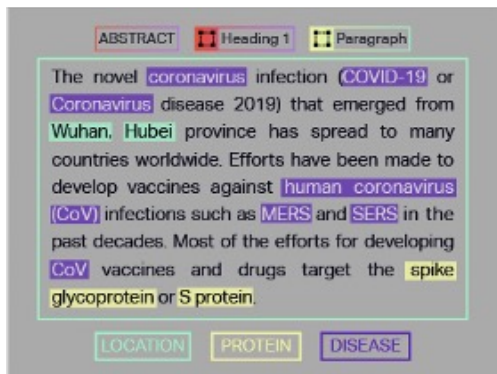 ABSTRACT Heading 1 Paragraph
The novel coronavirus infection (COVID-19 or
Coronavirus disease 2019) that emerged from
Wuhan, Hubei province has spread to many
countries worldwide. Efforts have been made to
develop vaccines against human coronavirus
(CoV) infections such as MERS and SERS in the
past decades. Most of the efforts for developing
CoV vaccines and drugs target the spike
glycoprotein or S protein.
LOCATION PROTEIN DISEASE